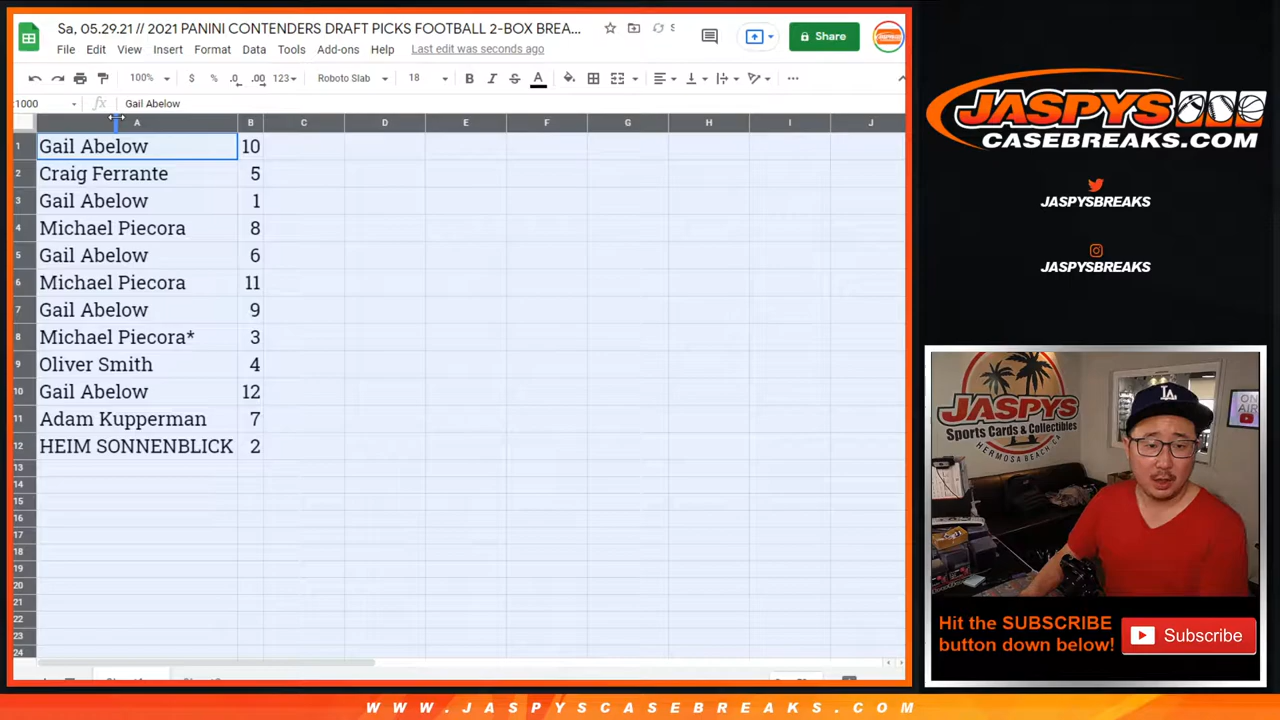 Sa, 05.29.21 // 2021 PANINI CONTENDERS DRAFT PICKS FOOTBALL 2-BOX BREA...
Share
File Edit View Insert Format Data Tools Add-ons Help Last edit was seconds ago
100% $ % .0 .00 123 Roboto Slab 18 B I S A
1000 fx Gail Abelow
A B C D E F G H I J
1 Gail Abelow 10
2 Craig Ferrante 5
3 Gail Abelow 1
4 Michael Piecora 8
5 Gail Abelow 6
6 Michael Piecora 11
7 Gail Abelow 9
8 Michael Piecora* 3
9 Oliver Smith 4
10 Gail Abelow 12
11 Adam Kupperman 7
12 HEIM SONNENBLICK 2
13
14
15
16
17
18
19
20
21
22
23
24
JASPYS
CASEBREAKS.COM
JASPYSBREAKS
JASPYSBREAKS
JASPYS
Sports Cards & Collectibles
HERMOSA BEACH CA
LA
ON
AIR
Hit the SUBSCRIBE
button down below!
Subscribe
WWW.JASPYSCASEBREAKS.COM